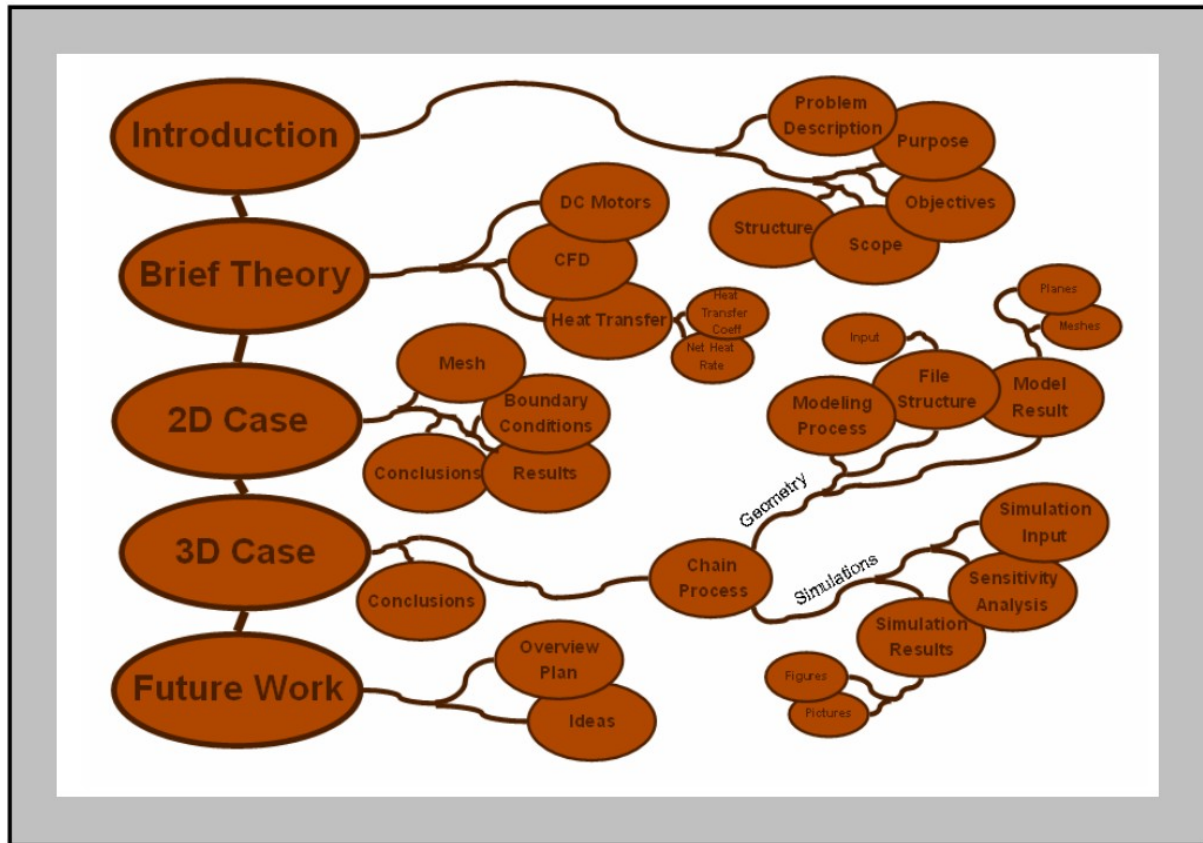 Introduction
Problem
Description
Purpose
Objectives
Scope
Structure
Brief Theory
DC Motors
CFD
Heat Transfer
Heat
Transfer
Coeff
Net Heat
Rate
2D Case
Mesh
Boundary
Conditions
Results
Conclusions
3D Case
Conclusions
Chain
Process
Geometry
Modeling
Process
File
Structure
Input
Model
Result
Planes
Meshes
Simulations
Simulation
Input
Sensitivity
Analysis
Simulation
Results
Figures
Pictures
Future Work
Overview
Plan
Ideas